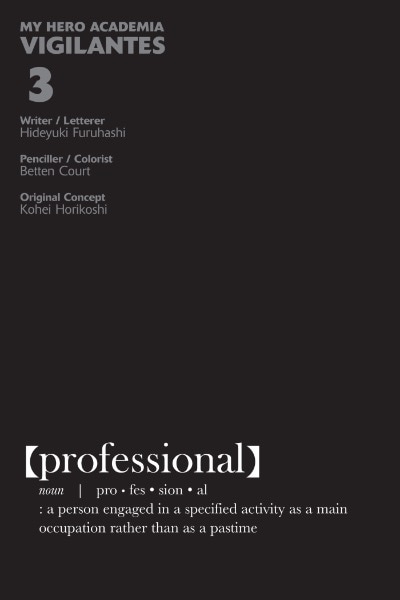 MY HERO ACADEMIA
VIGILANTES
3
Writer / Letterer
Hideyuki Furuhashi
Penciller / Colorist
Betten Court
Original Concept
Kohei Horikoshi
【professional】
noun | pro • fes • sion • al
: a person engaged in a specified activity as a main
occupation rather than as a pastime